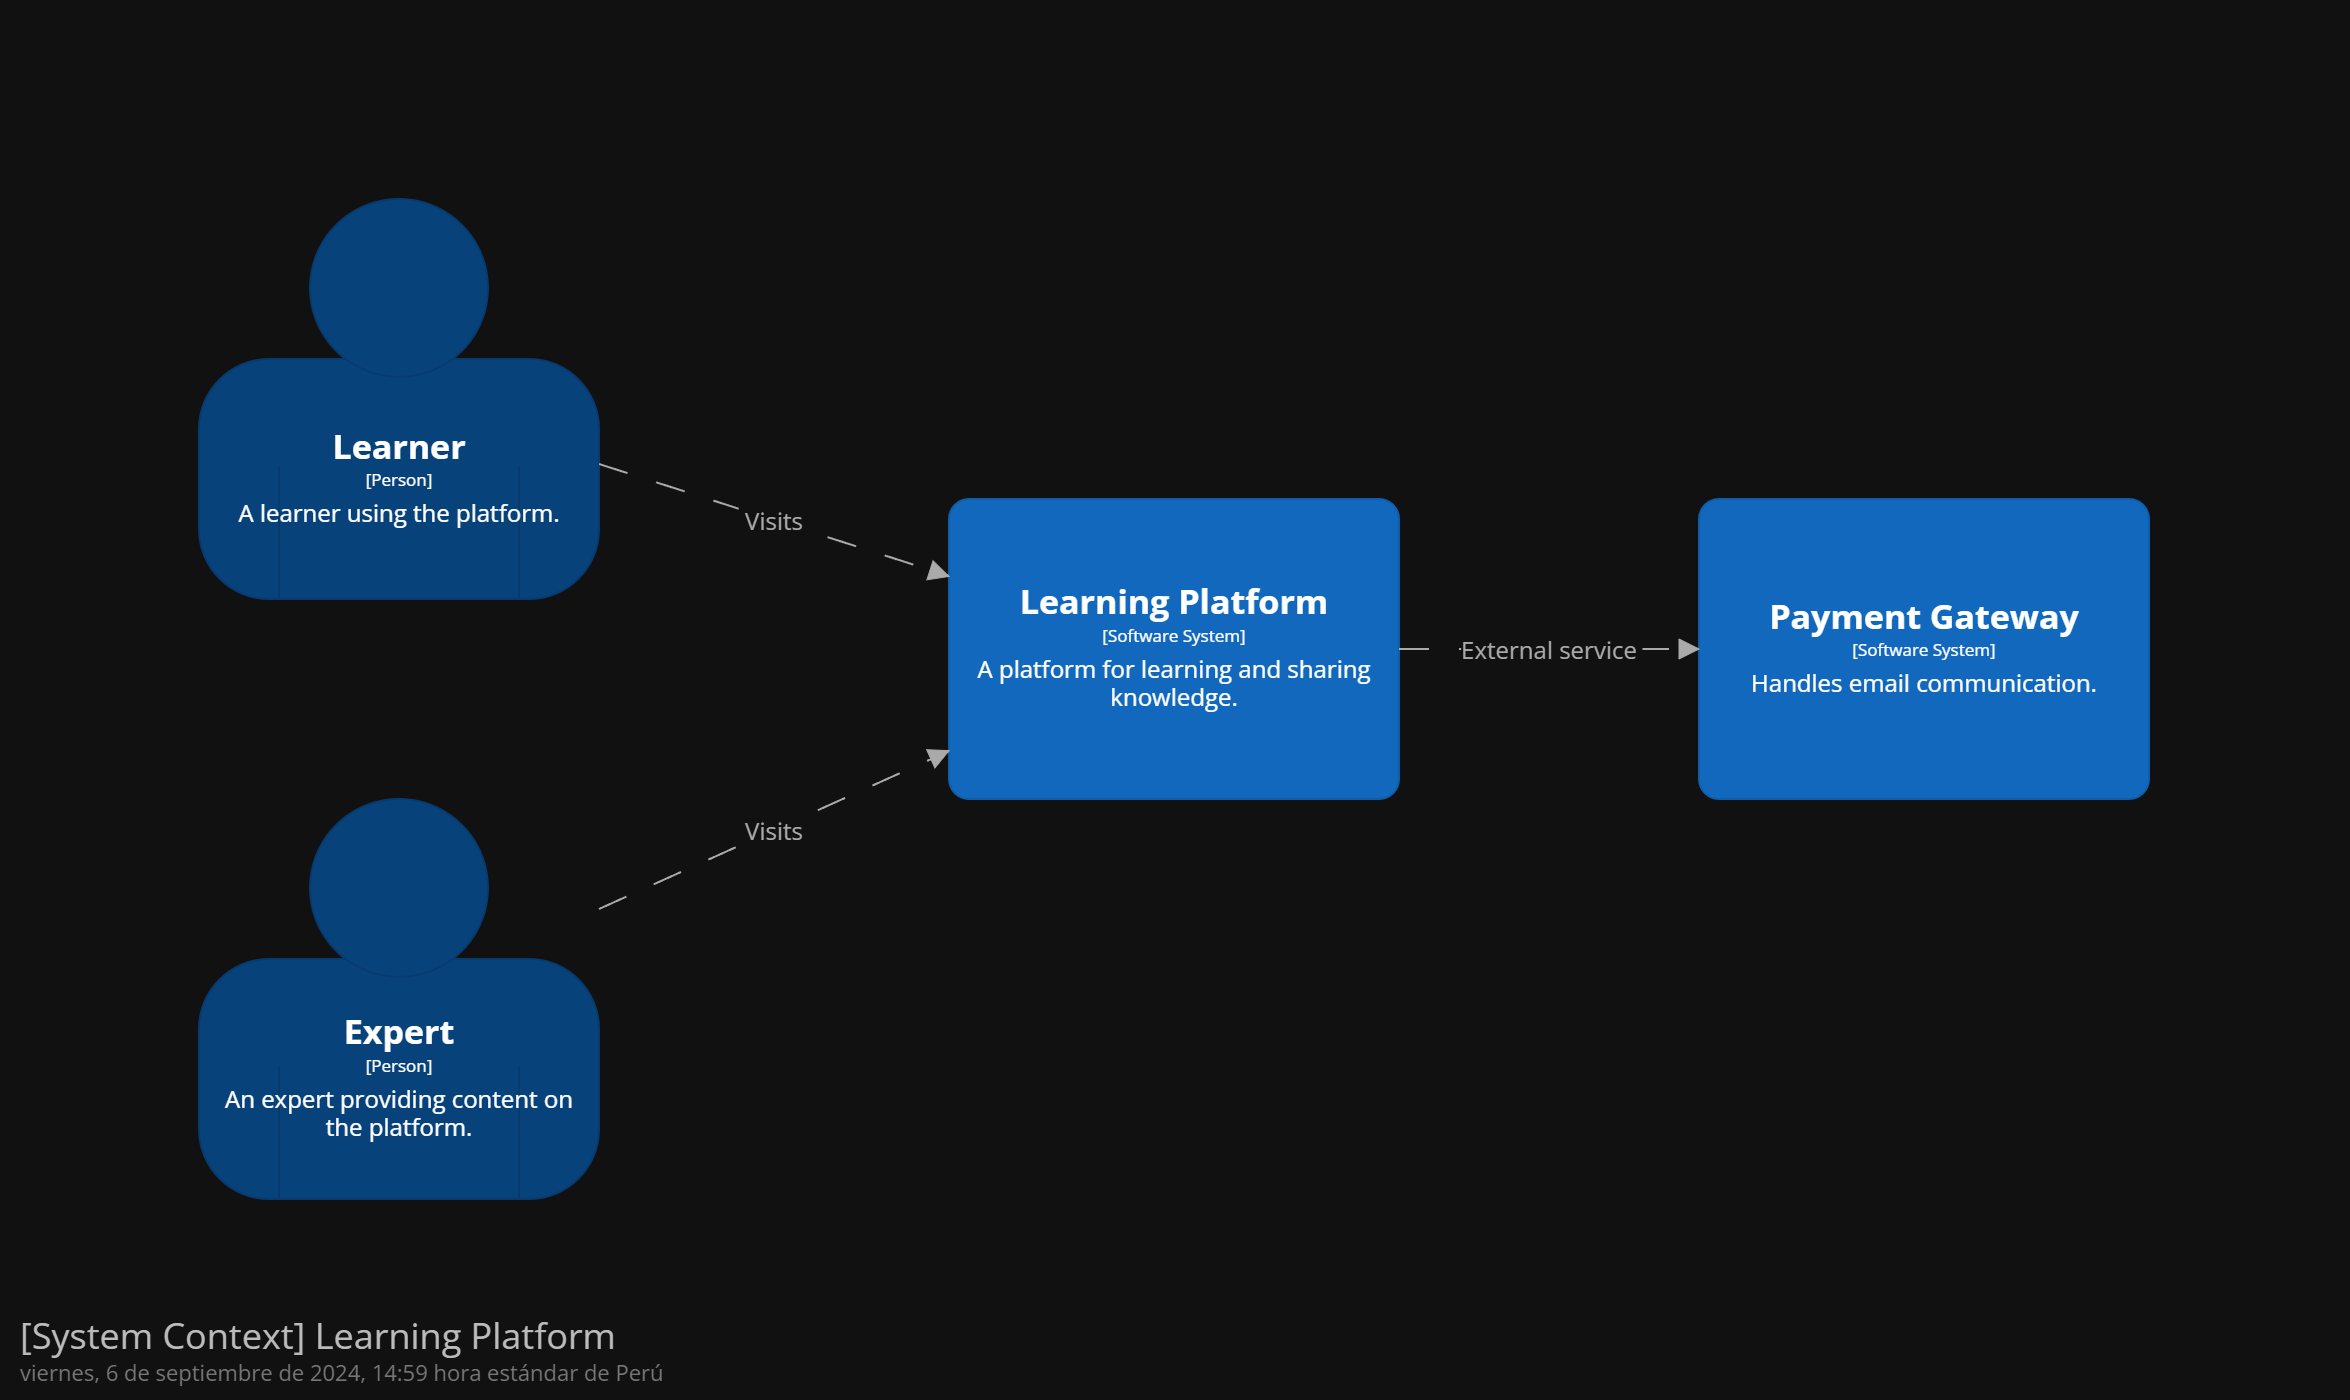 Learner
[Person]
A learner using the platform.
Visits
Learning Platform
[Software System]
A platform for learning and sharing
knowledge.
External service
Payment Gateway
[Software System]
Handles email communication.
Visits
Expert
[Person]
An expert providing content on
the platform.
[System Context] Learning Platform
viernes, 6 de septiembre de 2024, 14:59 hora estándar de Perú